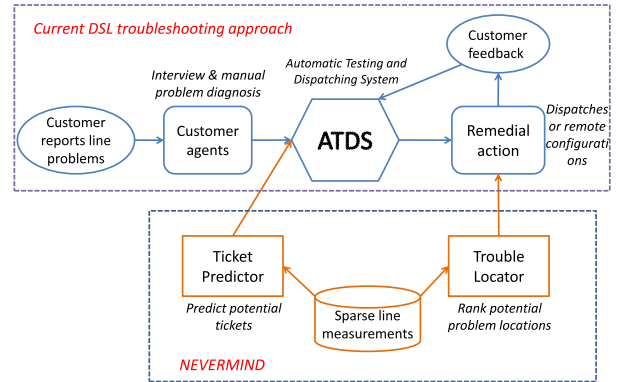 Current DSL troubleshooting approach
Customer
feedback
Automatic Testing and
Dispatching System
Interview & manual
problem diagnosis
Customer
reports line
problems
Customer
agents
ATDS
Remedial
action
Dispatches
or remote
configurati
ons
Ticket
Predictor
Trouble
Locator
Predict potential
tickets
Sparse line
measurements
Rank potential
problem locations
NEVERMIND